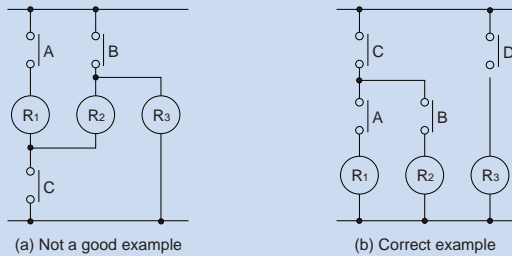 A
B
R1
R2
R3
C
(a) Not a good example
C
D
A
B
R1
R2
R3
(b) Correct example